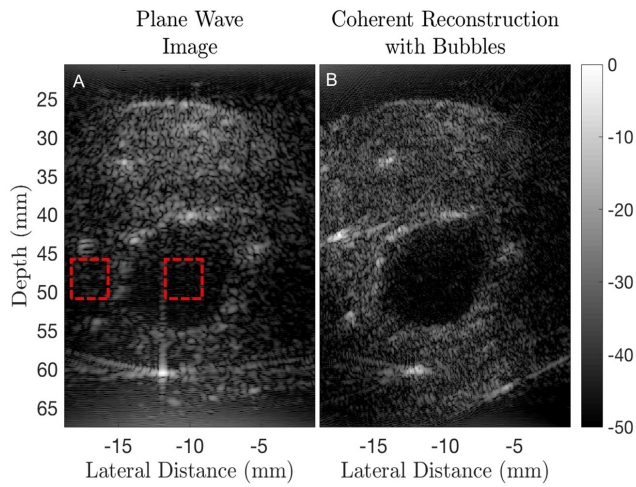 Plane Wave
Image
Coherent Reconstruction
with Bubbles
A
B
25
30
35
40
45
50
55
60
65
Depth (mm)
-15
-10
-5
Lateral Distance (mm)
-15
-10
-5
Lateral Distance (mm)
0
-10
-20
-30
-40
-50